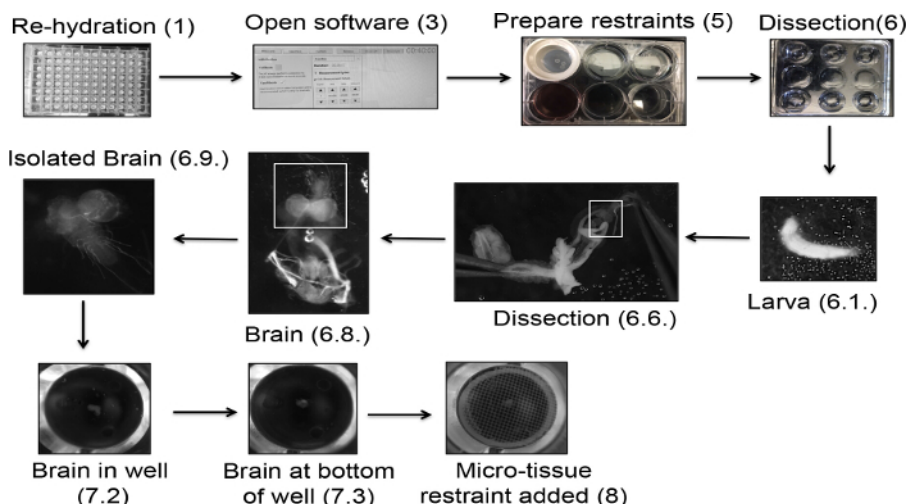 Re-hydration (1)
Open software (3)
Prepare restraints (5)
Dissection(6)
Larva (6.1.)
Dissection (6.6.)
Brain (6.8.)
Isolated Brain (6.9.)
Brain in well
(7.2)
Brain at bottom
of well (7.3)
Micro-tissue
restraint added (8)